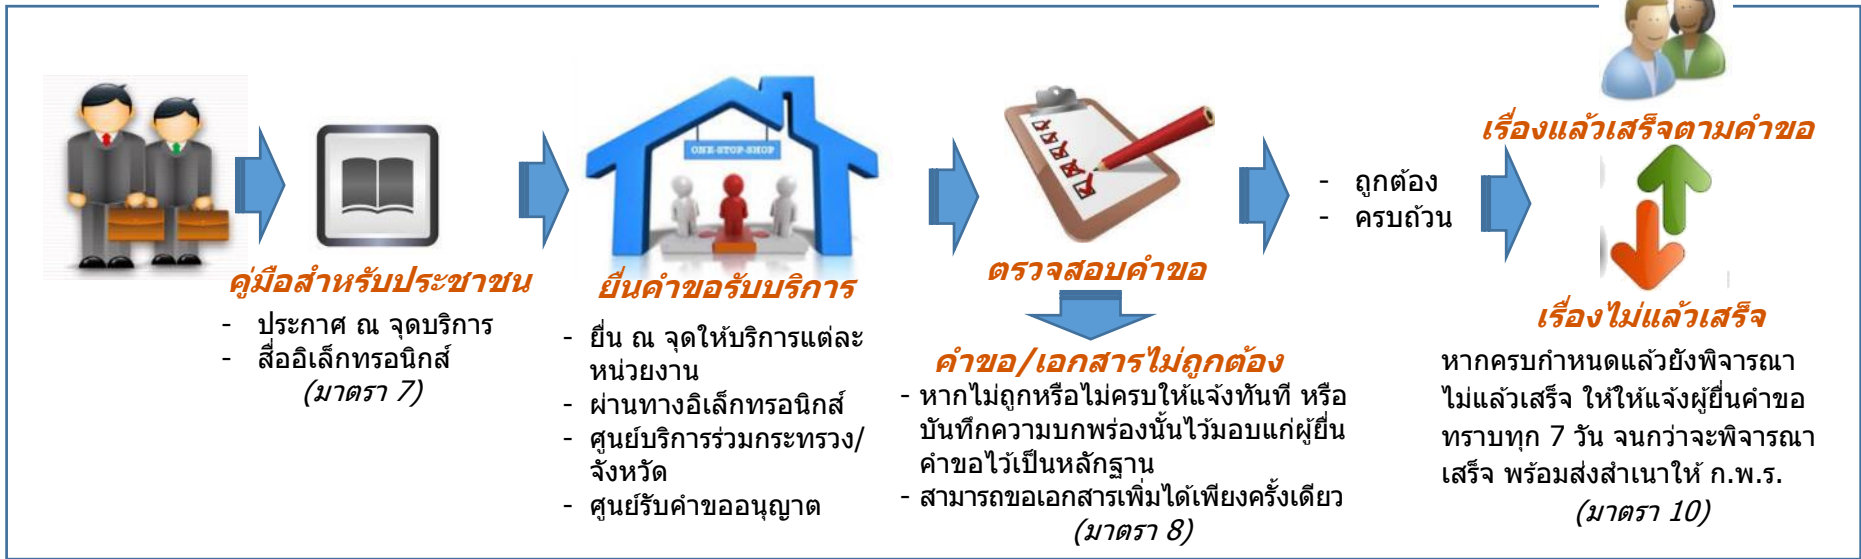 คู่มือสำหรับประชาชน
- ประกาศ ณ จุดบริการ
- สื่ออิเล็กทรอนิกส์
(มาตรา 7)
ONE-STOP-SHOP
ยื่นคำขอรับบริการ
- ยื่น ณ จุดให้บริการแต่ละ
หน่วยงาน
- ผ่านทางอิเล็กทรอนิกส์
- ศูนย์บริการร่วมกระทรวง/
จังหวัด
- ศูนย์รับคำขออนุญาต
ตรวจสอบคำขอ
คำขอ/เอกสารไม่ถูกต้อง
- หากไม่ถูกหรือไม่ครบให้แจ้งทันที หรือ
บันทึกความบกพร่องนั้นไว้มอบแก่ผู้ยื่น
คำขอไว้เป็นหลักฐาน
- สามารถขอเอกสารเพิ่มได้เพียงครั้งเดียว
(มาตรา 8)
- ถูกต้อง
- ครบถ้วน
เรื่องแล้วเสร็จตามคำขอ
เรื่องไม่แล้วเสร็จ
หากครบกำหนดแล้วยังพิจารณา
ไม่แล้วเสร็จ ให้ให้แจ้งผู้ยื่นคำขอ
ทราบทุก 7 วัน จนกว่าจะพิจารณา
เสร็จ พร้อมส่งสำเนาให้ ก.พ.ร.
(มาตรา 10)